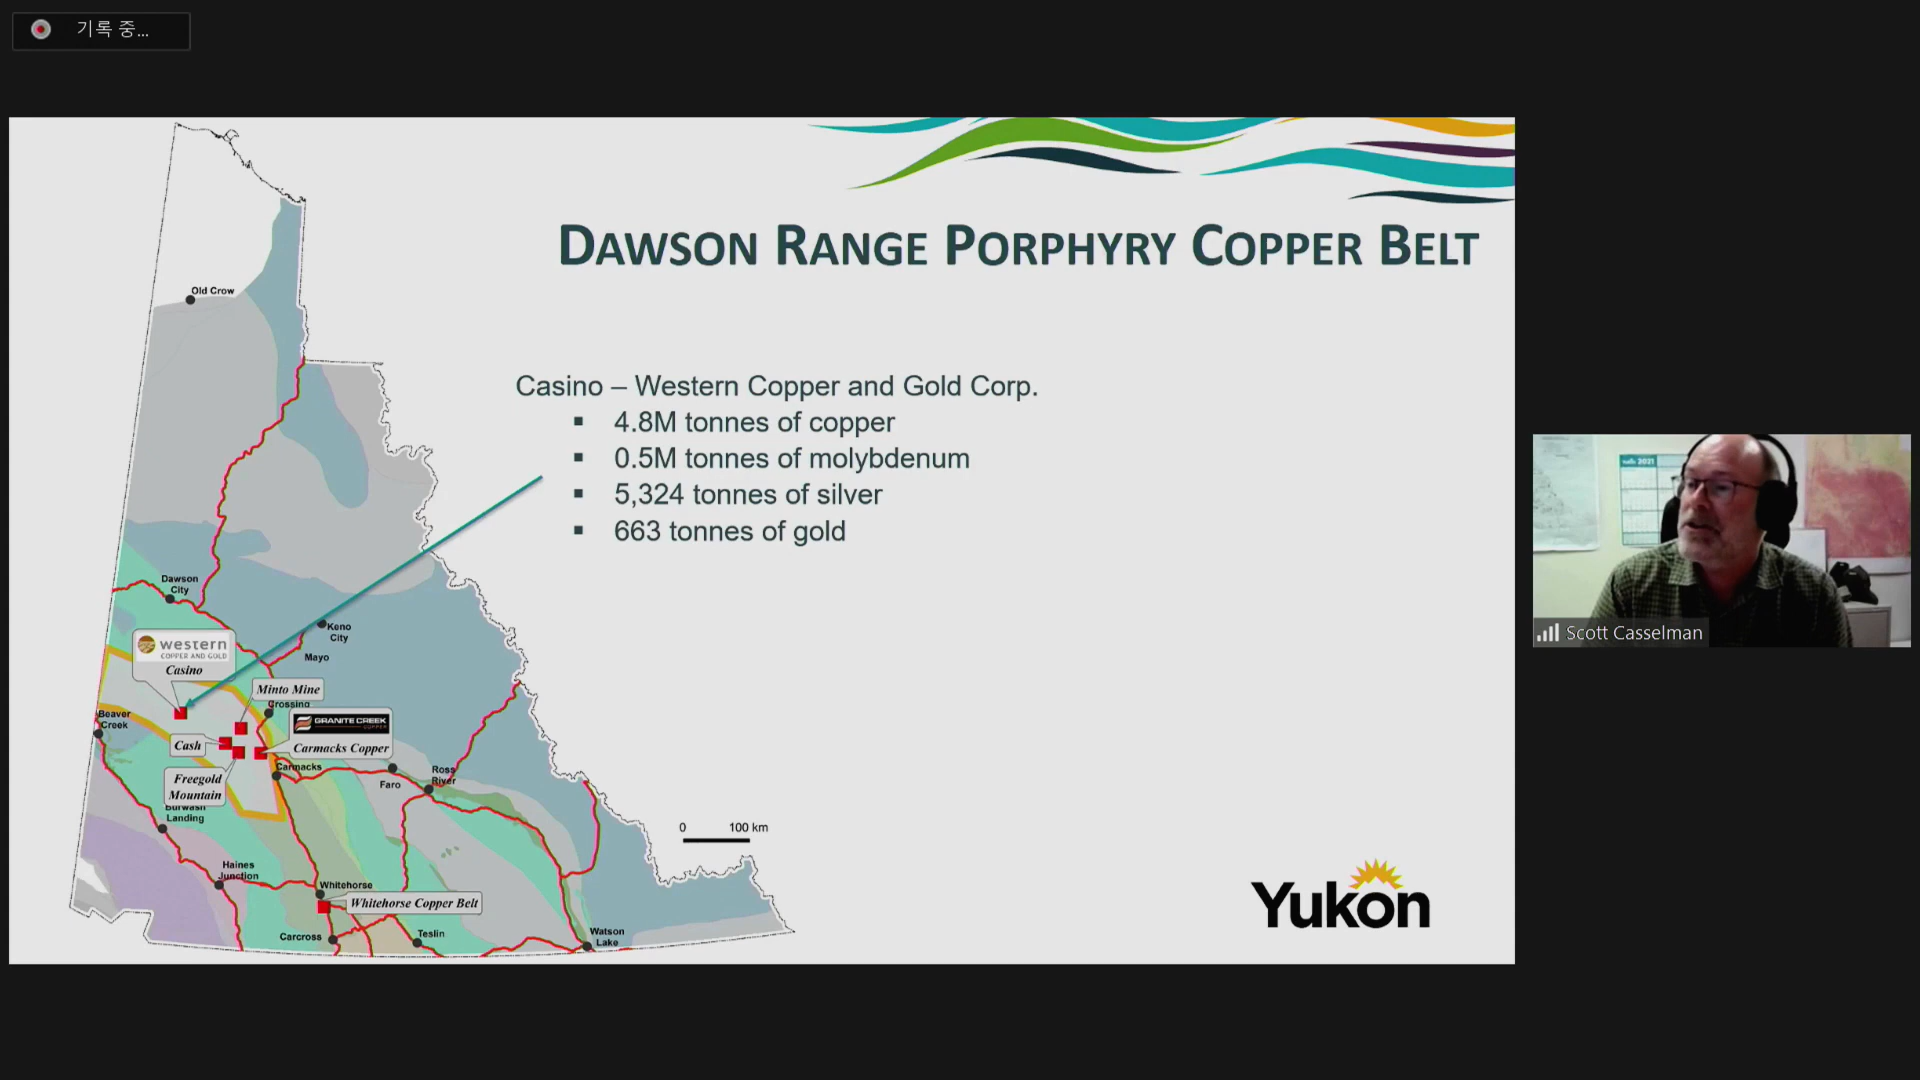 기록 중...
DAWSON RANGE PORPHYRY COPPER BELT
Casino – Western Copper and Gold Corp.
▪ 4.8M tonnes of copper
▪ 0.5M tonnes of molybdenum
▪ 5,324 tonnes of silver
▪ 663 tonnes of gold
Old Crow
Dawson
City
Keno
City
Mayo
western
COPPER AND GOLD
Casino
Minto Mine
Crossing
Beaver
Creek
GRANITE CREEK
COPPER
Carmacks Copper
Cash
Carmacks
Freegold
Mountain
Faro
Ross
River
Burwash
Landing
0 100 km
Haines
Junction
Whitehorse
Whitehorse Copper Belt
Carcross
Teslin
Watson
Lake
Yukon
2021
Scott Casselman